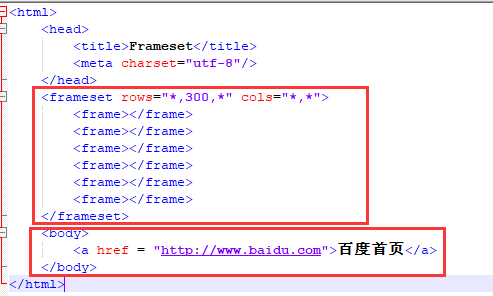 <html>
<head>
<title>Frameset</title>
<meta charset="utf-8"/>
</head>
<frameset rows="*,300,*" cols="*,*">
<frame></frame>
<frame></frame>
<frame></frame>
<frame></frame>
<frame></frame>
<frame></frame>
</frameset>
<body>
<a href = "http://www.baidu.com">百度首页</a>
</body>
</html>